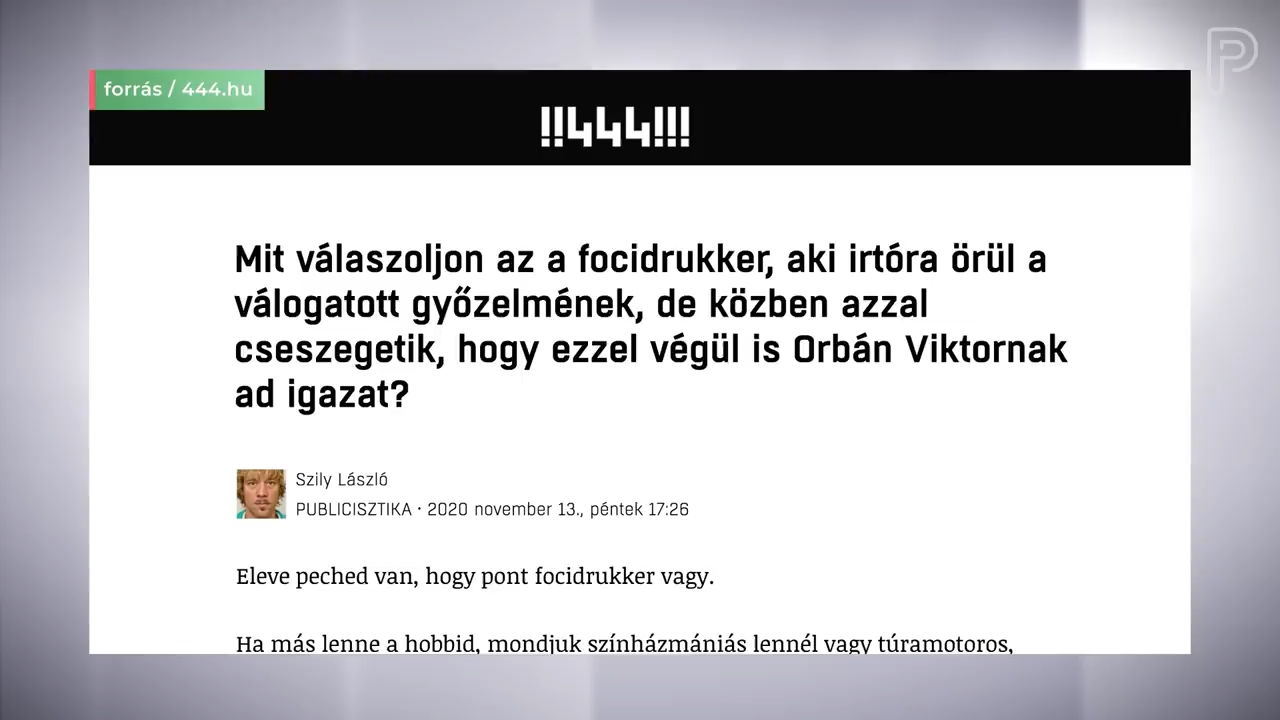 forrás / 444.hu
!!444!!!
Mit válaszoljon az a focidrukker, aki irtóra örül a
válogatott győzelmének, de közben azzal
cseszegetik, hogy ezzel végül is Orbán Viktornak
ad igazat?
Szily László
PUBLICISZTIKA · 2020 november 13., péntek 17:26
Eleve peched van, hogy pont focidrukker vagy.
Ha más lenne a hobbid, mondjuk színházmániás lennél vagy túramotoros,